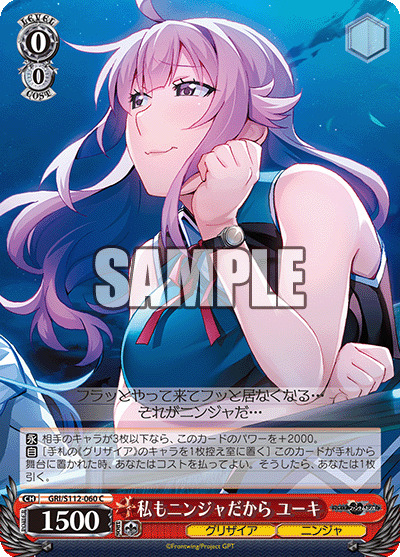 LEVEL
0
0
COST
SAMPLE
フラッとやって来てフッと居なくなる…
それがニンジャだ…
永 相手のキャラが3枚以下なら、このカードのパワーを+2000。
自 [手札の《グリザイア》のキャラを1枚控え室に置く] このカードが手札から
舞台に置かれた時、あなたはコストを払ってよい。そうしたら、あなたは1枚
引く。
CH GRI/S112-060 C
POWER
1500
私もニンジャだから ユーキ
グリザイア ニンジャ
©Frontwing/Project GPT